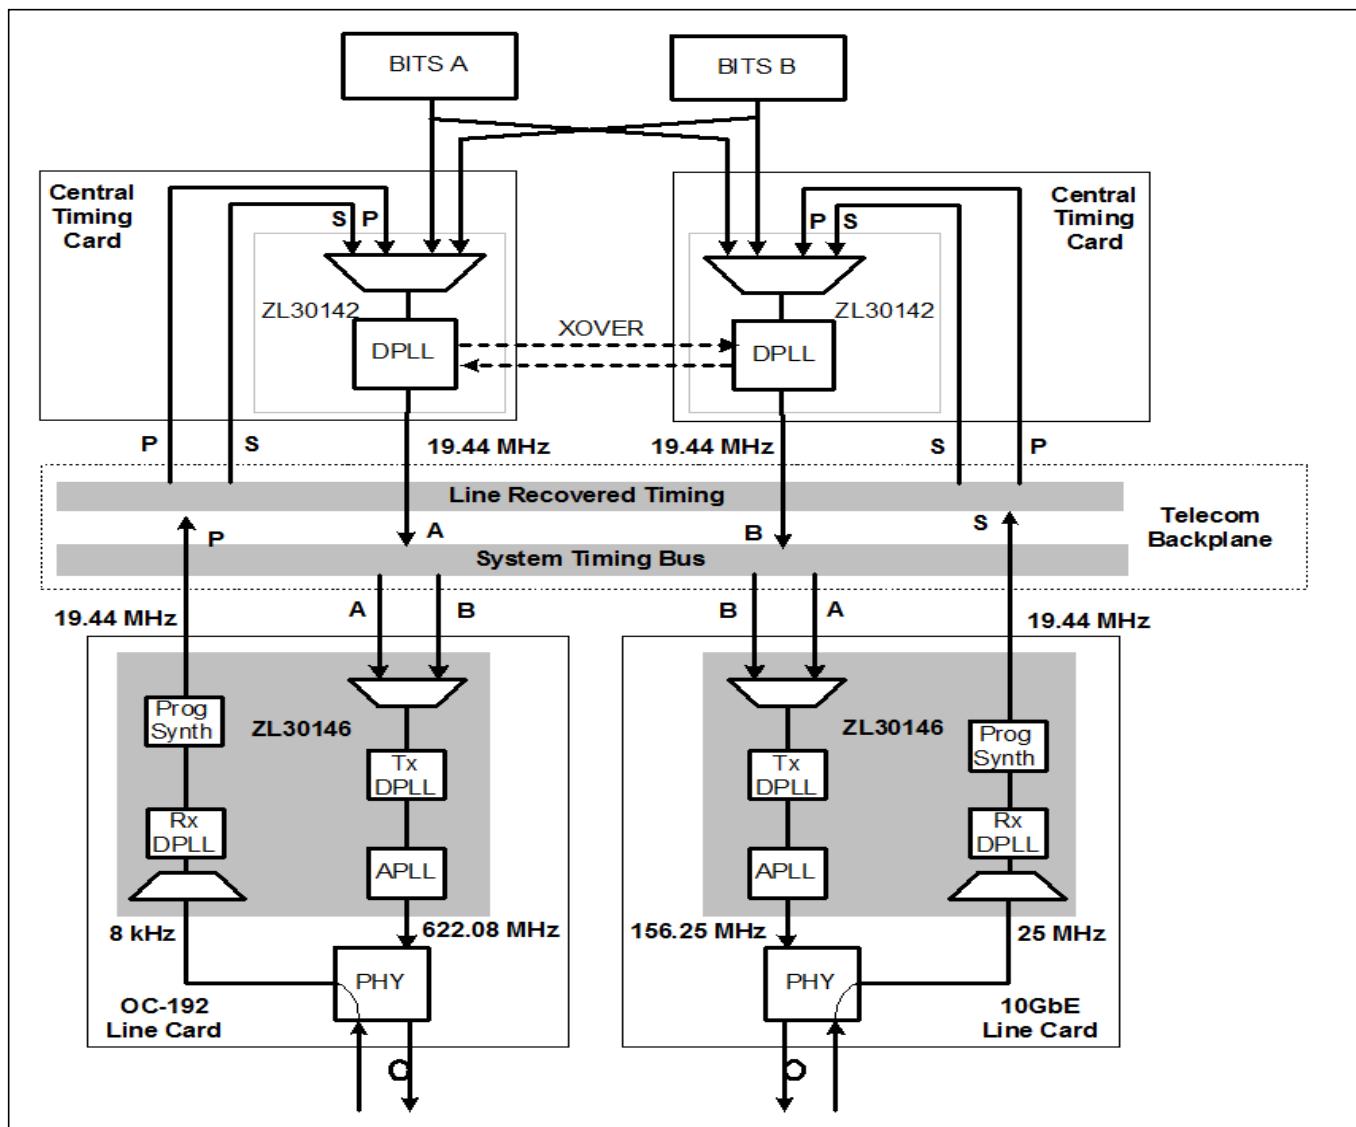 BITS A
BITS B
Central
Timing
Card
Central
Timing
Card
S P
P S
ZL30142
ZL30142
DPLL
XOVER
DPLL
P S
19.44 MHz
19.44 MHz
S P
Line Recovered Timing
P
A
B
S
Telecom
Backplane
System Timing Bus
A B
B A
19.44 MHz
19.44 MHz
Prog
Synth
ZL30146
Tx
DPLL
Rx
DPLL
APLL
ZL30146
Tx
DPLL
Prog
Synth
Rx
DPLL
APLL
8 kHz
622.08 MHz
156.25 MHz
25 MHz
PHY
PHY
OC-192
Line Card
10GbE
Line Card